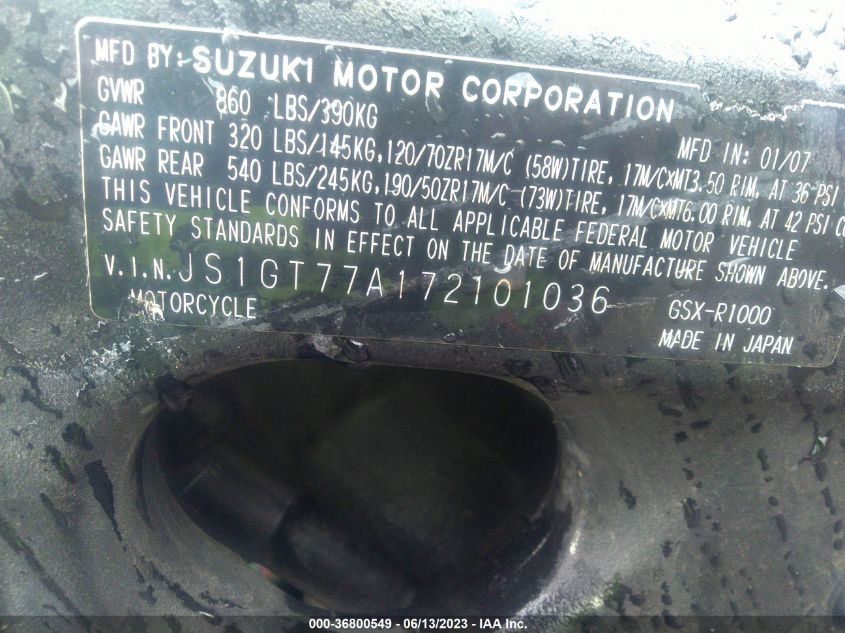 MFD BY: SUZUKI MOTOR CORPORATION
GVWR 860 LBS/390KG MFD IN: 01/07
GAWR FRONT 320 LBS/145KG,120/70ZR17M/C (58W)TIRE, 17M/CXMT3.50 RIM, AT 36 PSI
GAWR REAR 540 LBS/245KG,190/50ZR17M/C (73W)TIRE, 17M/CXMT6.00 RIM, AT 42 PSI
THIS VEHICLE CONFORMS TO ALL APPLICABLE FEDERAL MOTOR VEHICLE
SAFETY STANDARDS IN EFFECT ON THE DATE OF MANUFACTURE SHOWN ABOVE.
V.I.N. JS1GT77A172101036 GSX-R1000
MOTORCYCLE MADE IN JAPAN
000-36800549 - 06/13/2023 - IAA Inc.